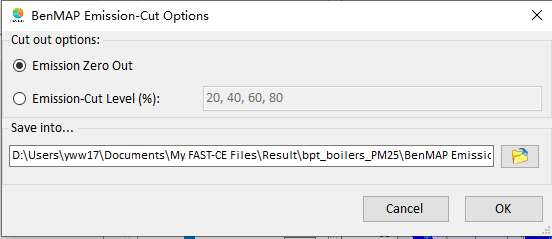 BenMAP Emission-Cut Options
Cut out options:
Emission Zero Out
Emission-Cut Level (%):
20, 40, 60, 80
Save into...
D:\Users\yww17\Documents\My FAST-CE Files\Result\bpt_boilers_PM25\BenMAP Emissic
Cancel
OK